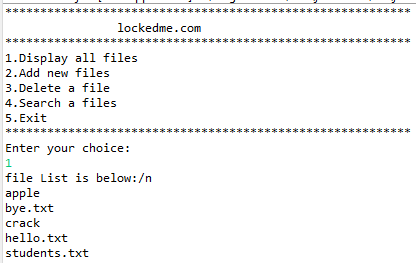 ******************************************************
lockedme.com
******************************************************
1.Display all files
2.Add new files
3.Delete a file
4.Search a files
5.Exit
******************************************************
Enter your choice:
1
file List is below:/n
apple
bye.txt
crack
hello.txt
students.txt